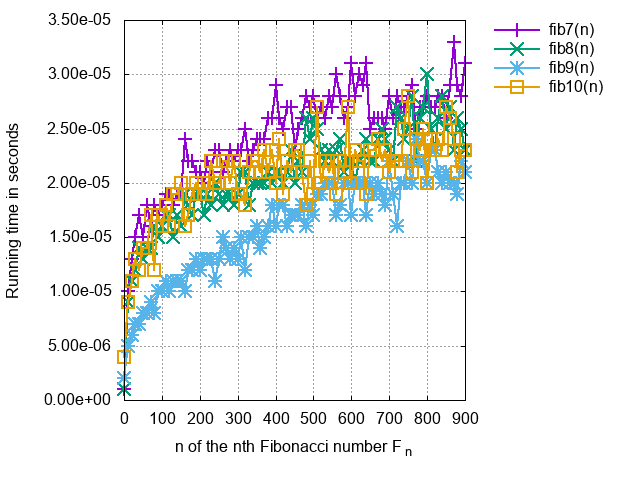 3.50e-05
3.00e-05
2.50e-05
2.00e-05
1.50e-05
1.00e-05
5.00e-06
0.00e+00
Running time in seconds
0 100 200 300 400 500 600 700 800 900
n of the nth Fibonacci number F n
fib7(n)
fib8(n)
fib9(n)
fib10(n)